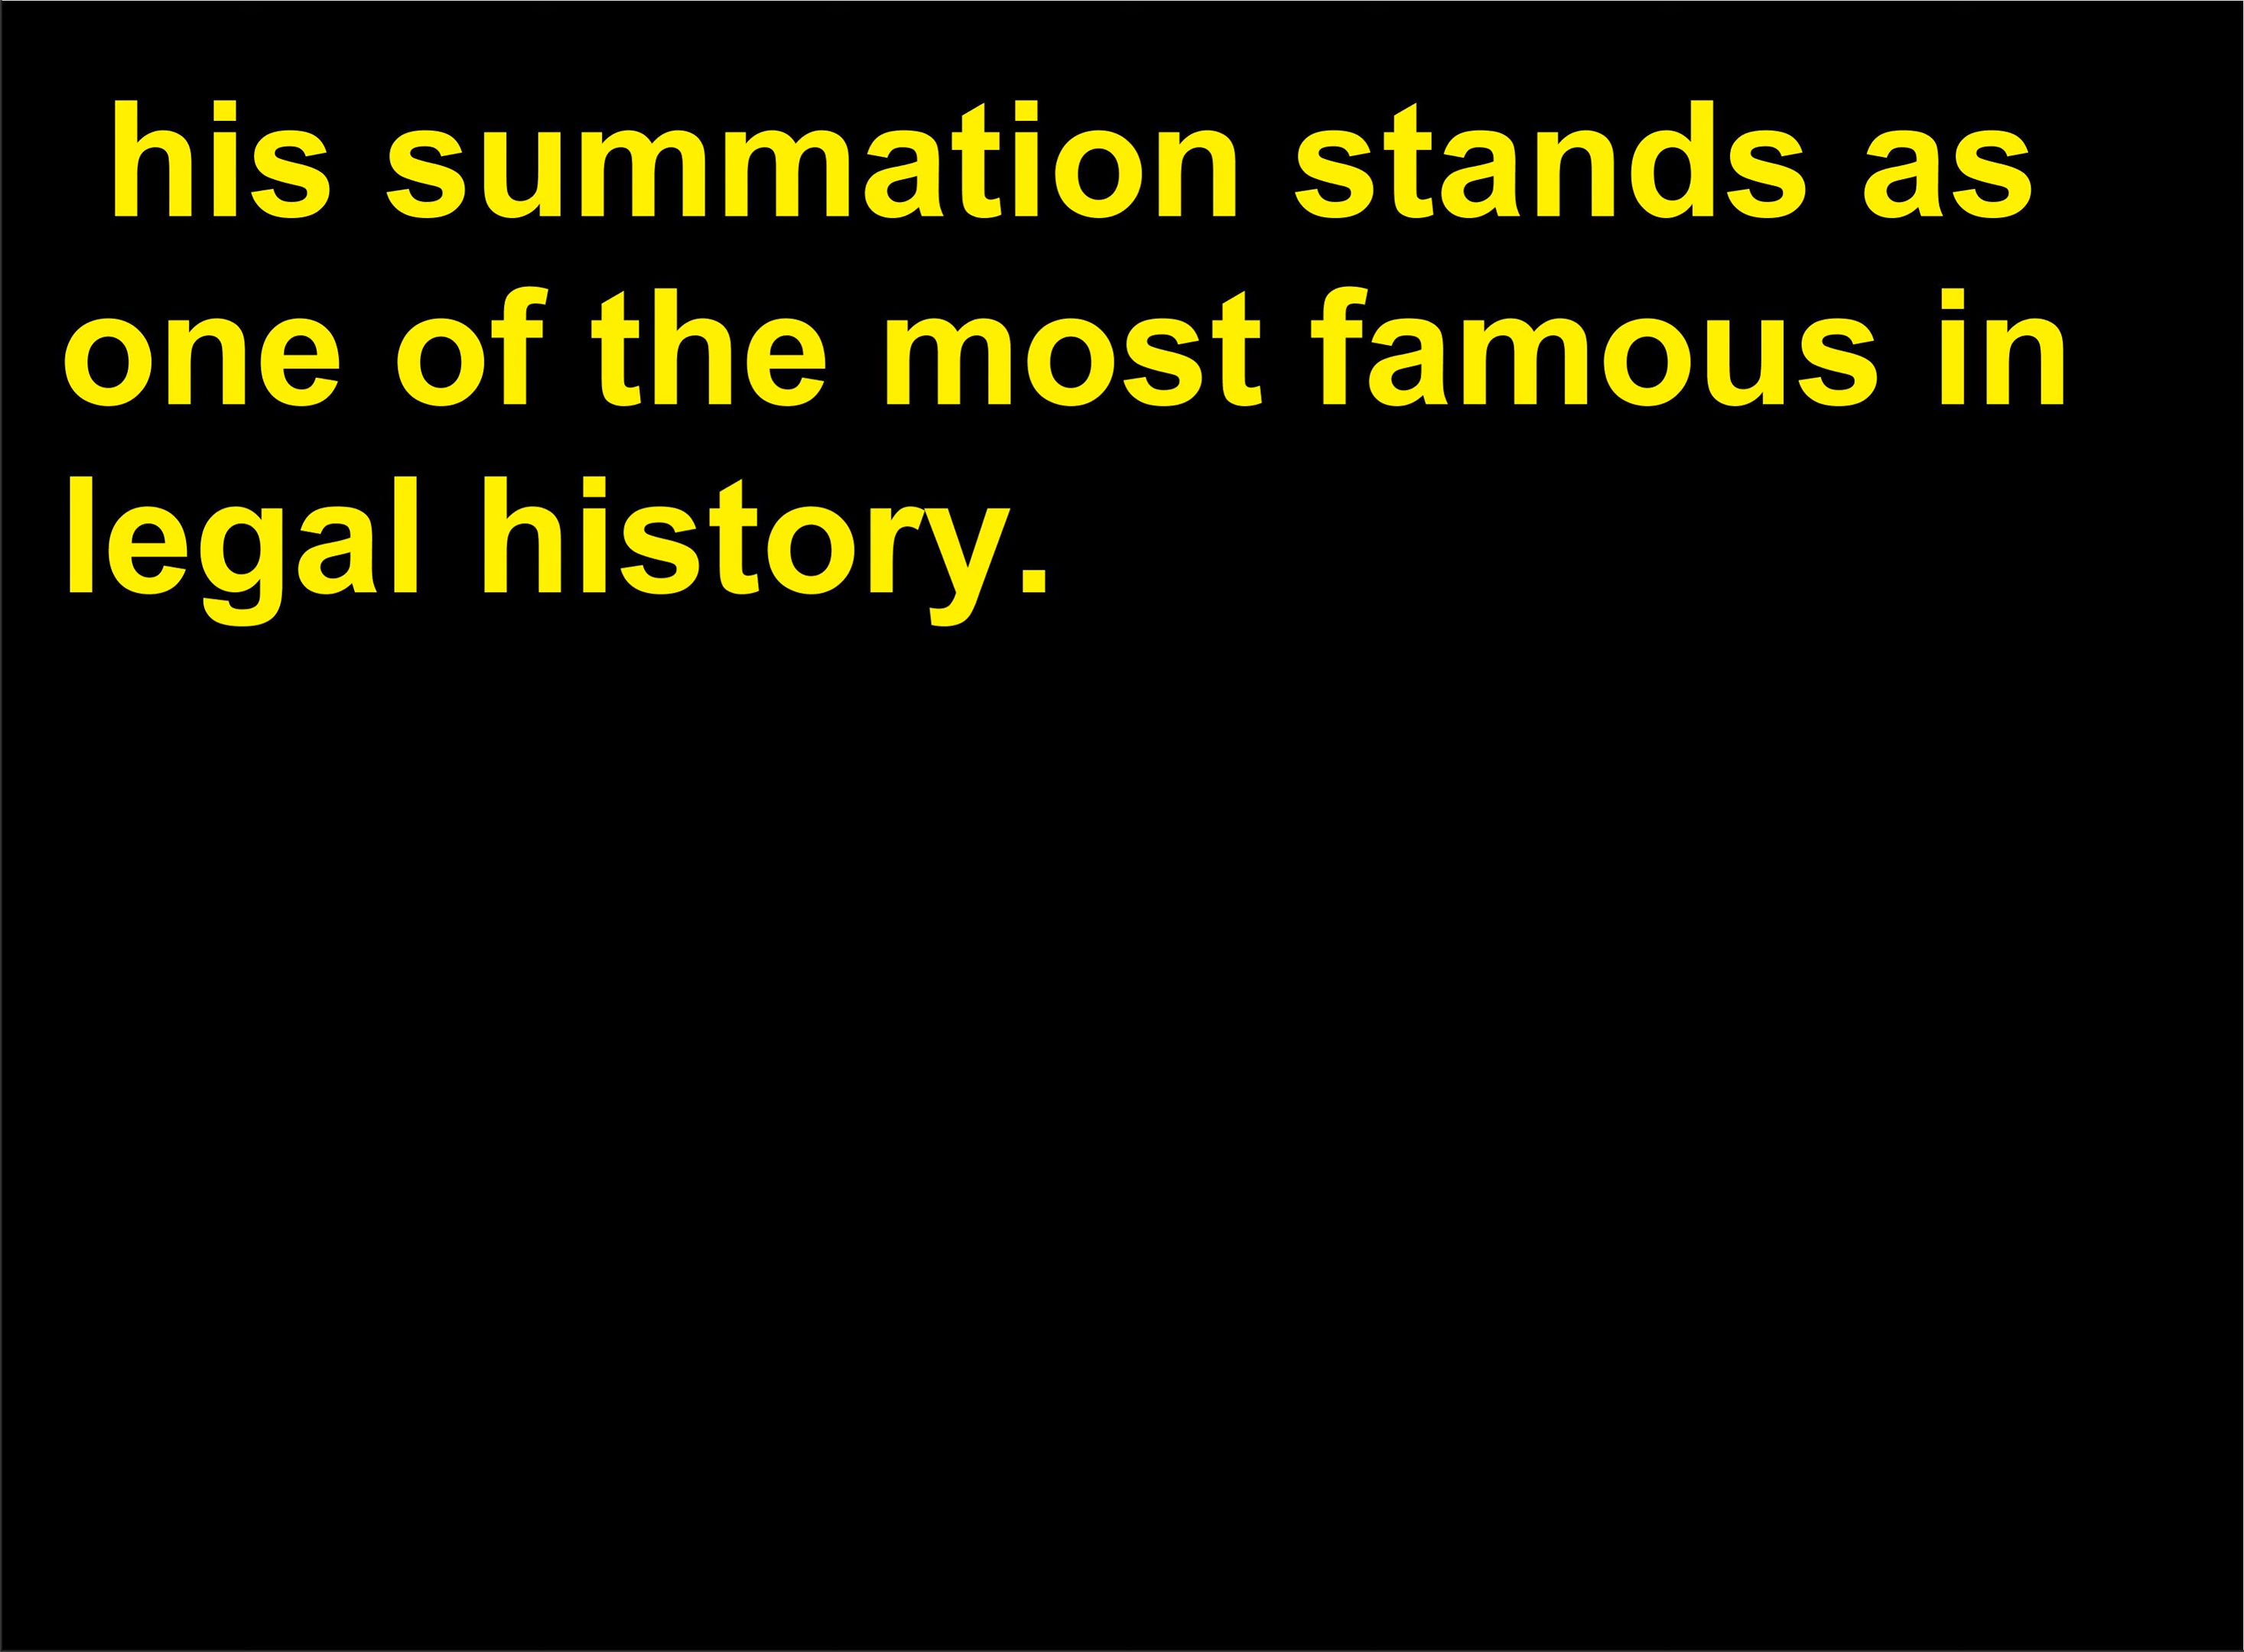 his summation stands as
one of the most famous in
legal history.